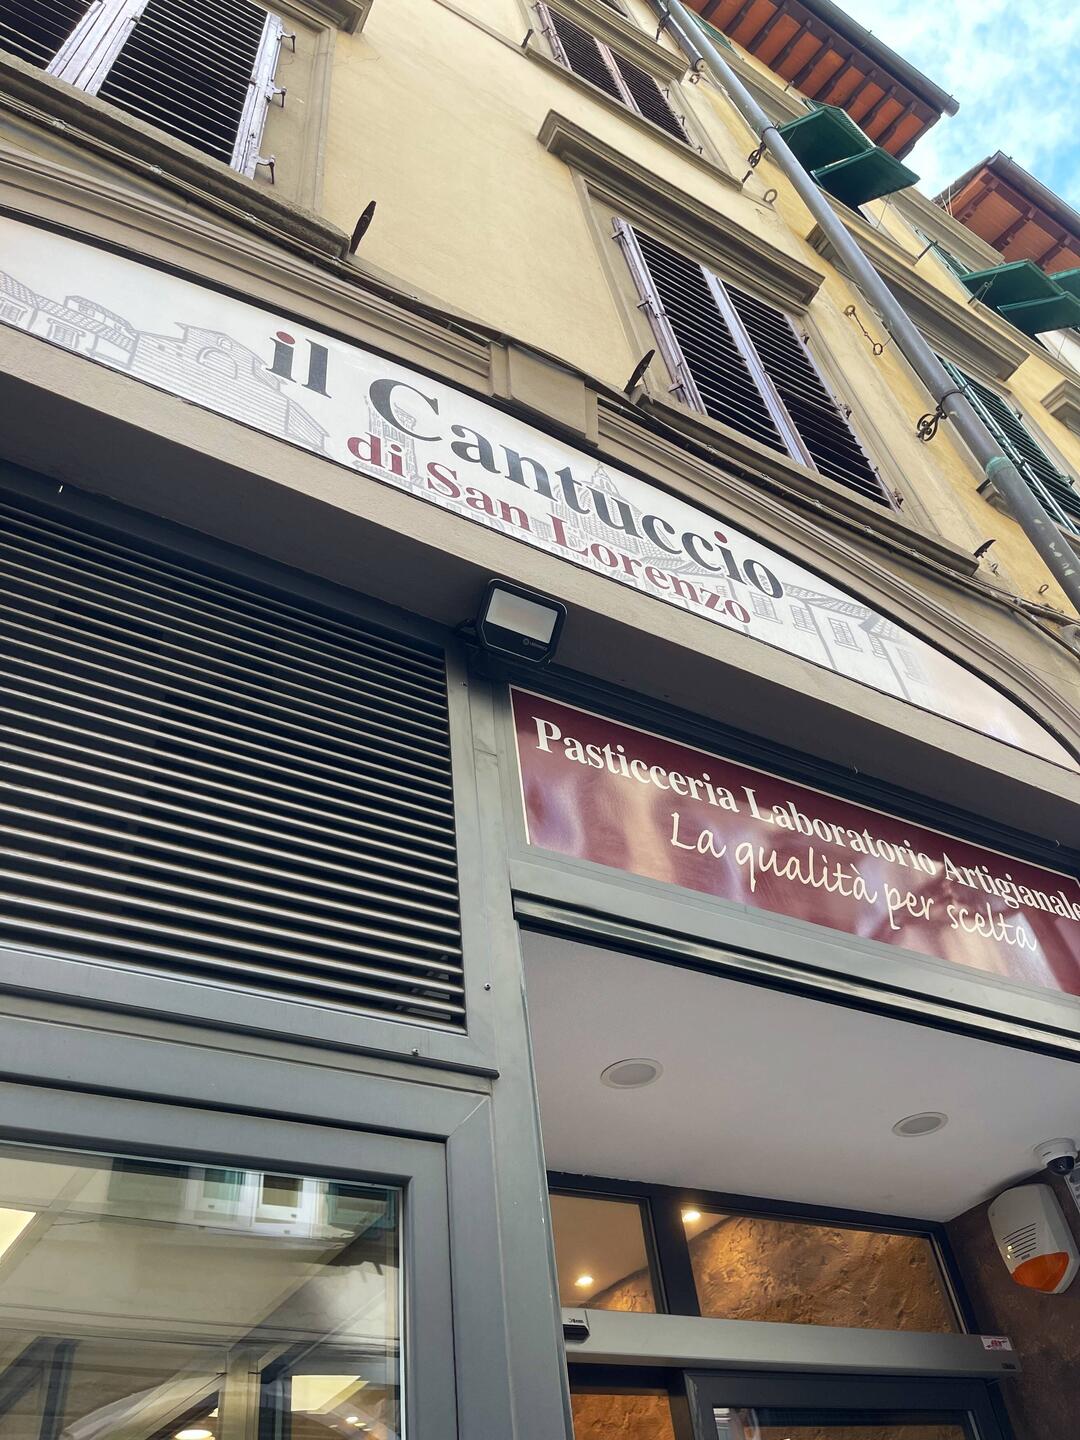 il Cantuccio
di San Lorenzo
Pasticceria Laboratorio Artigianale
La qualità per scelta